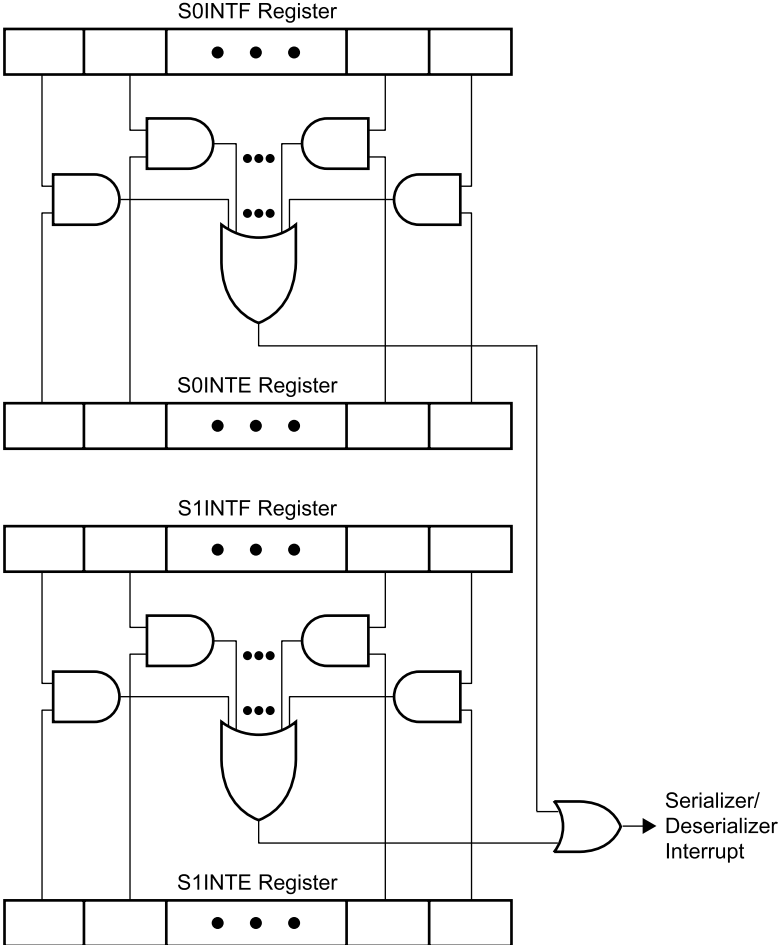 S0INTF Register
S0INTE Register
S1INTF Register
Serializer/
Deserializer
Interrupt
S1INTE Register